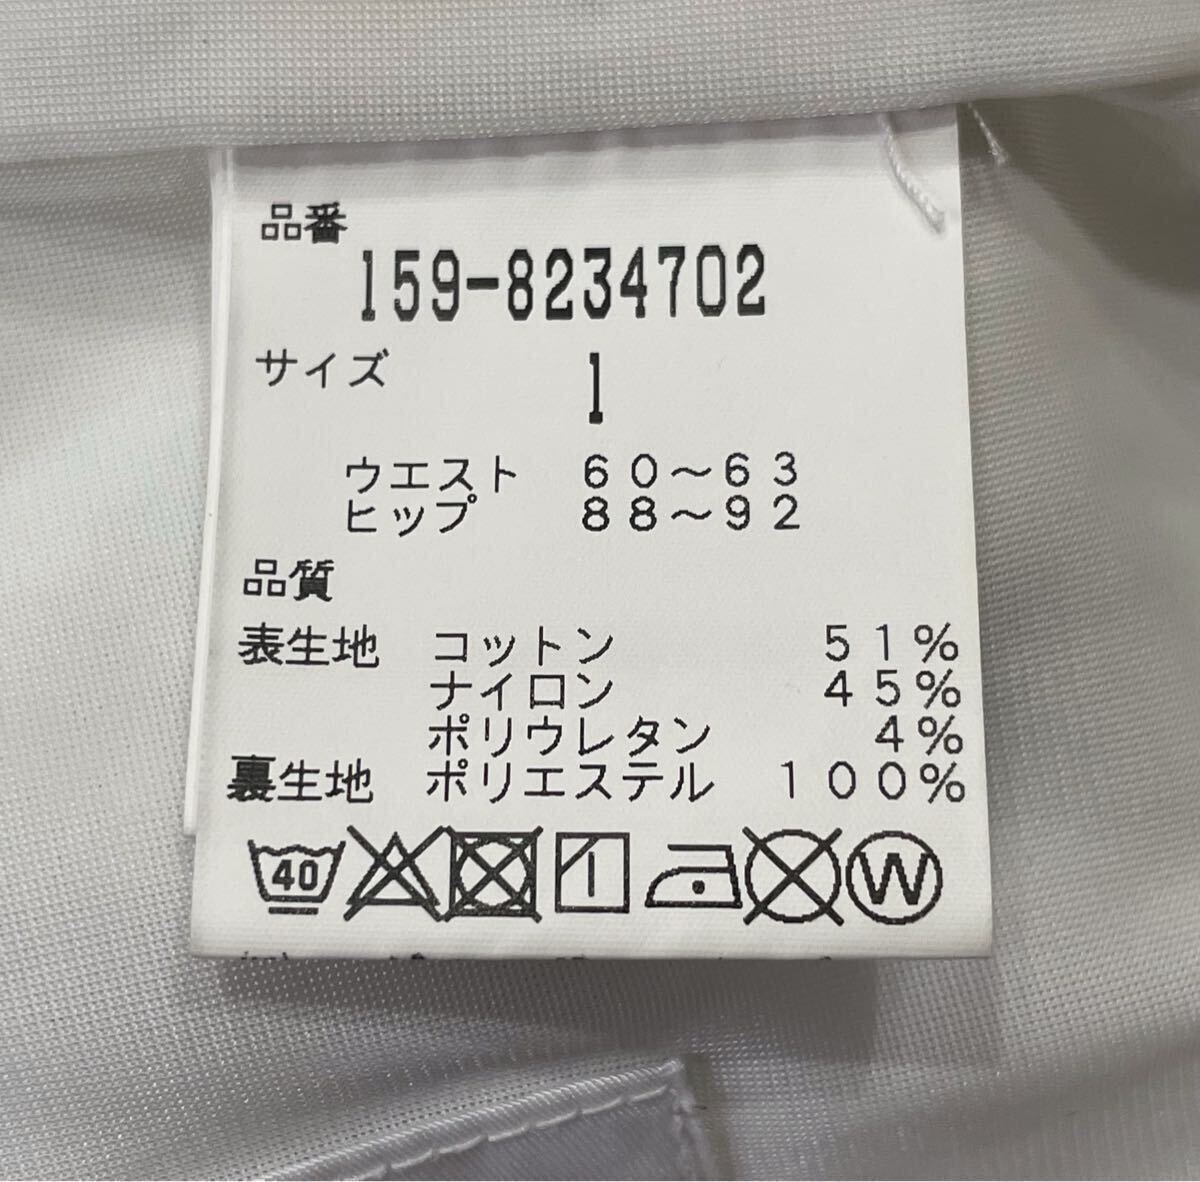 品番
159-8234702
サイズ 1
ウエスト 60～63
ヒップ 88～92
品質
表生地 コットン 51%
ナイロン 45%
ポリウレタン 4%
裏生地 ポリエステル 100%
40 W